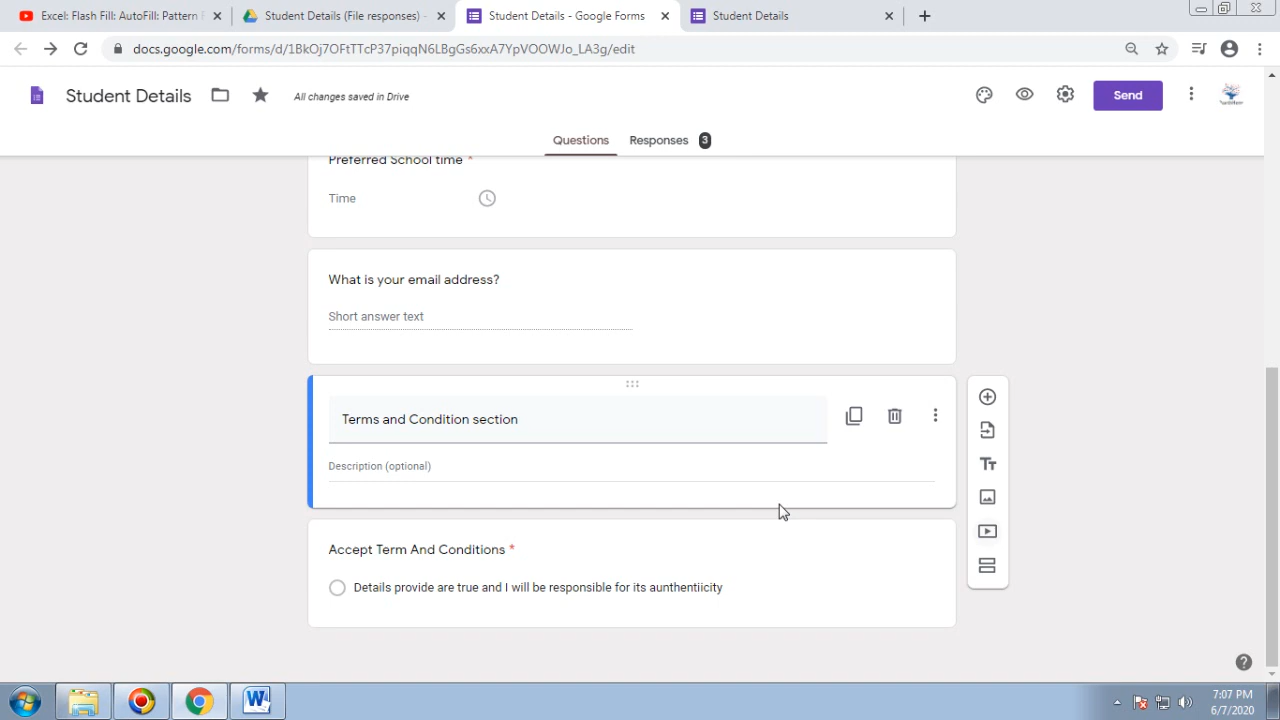 Excel: Flash Fill: AutoFill: Pattern F
Student Details (File responses) -
Student Details - Google Forms
Student Details
docs.google.com/forms/d/1BkOj7OFtTTcP37piqqN6LBgGs6xxA7YpVOOWJo_LA3g/edit
Student Details
All changes saved in Drive
Send
Questions
Responses 3
Preferred School time *
Time
What is your email address?
Short answer text
Terms and Condition section
Description (optional)
Tт
Accept Term And Conditions *
Details provide are true and I will be responsible for its aunthentiicity
7:07 PM
6/7/2020